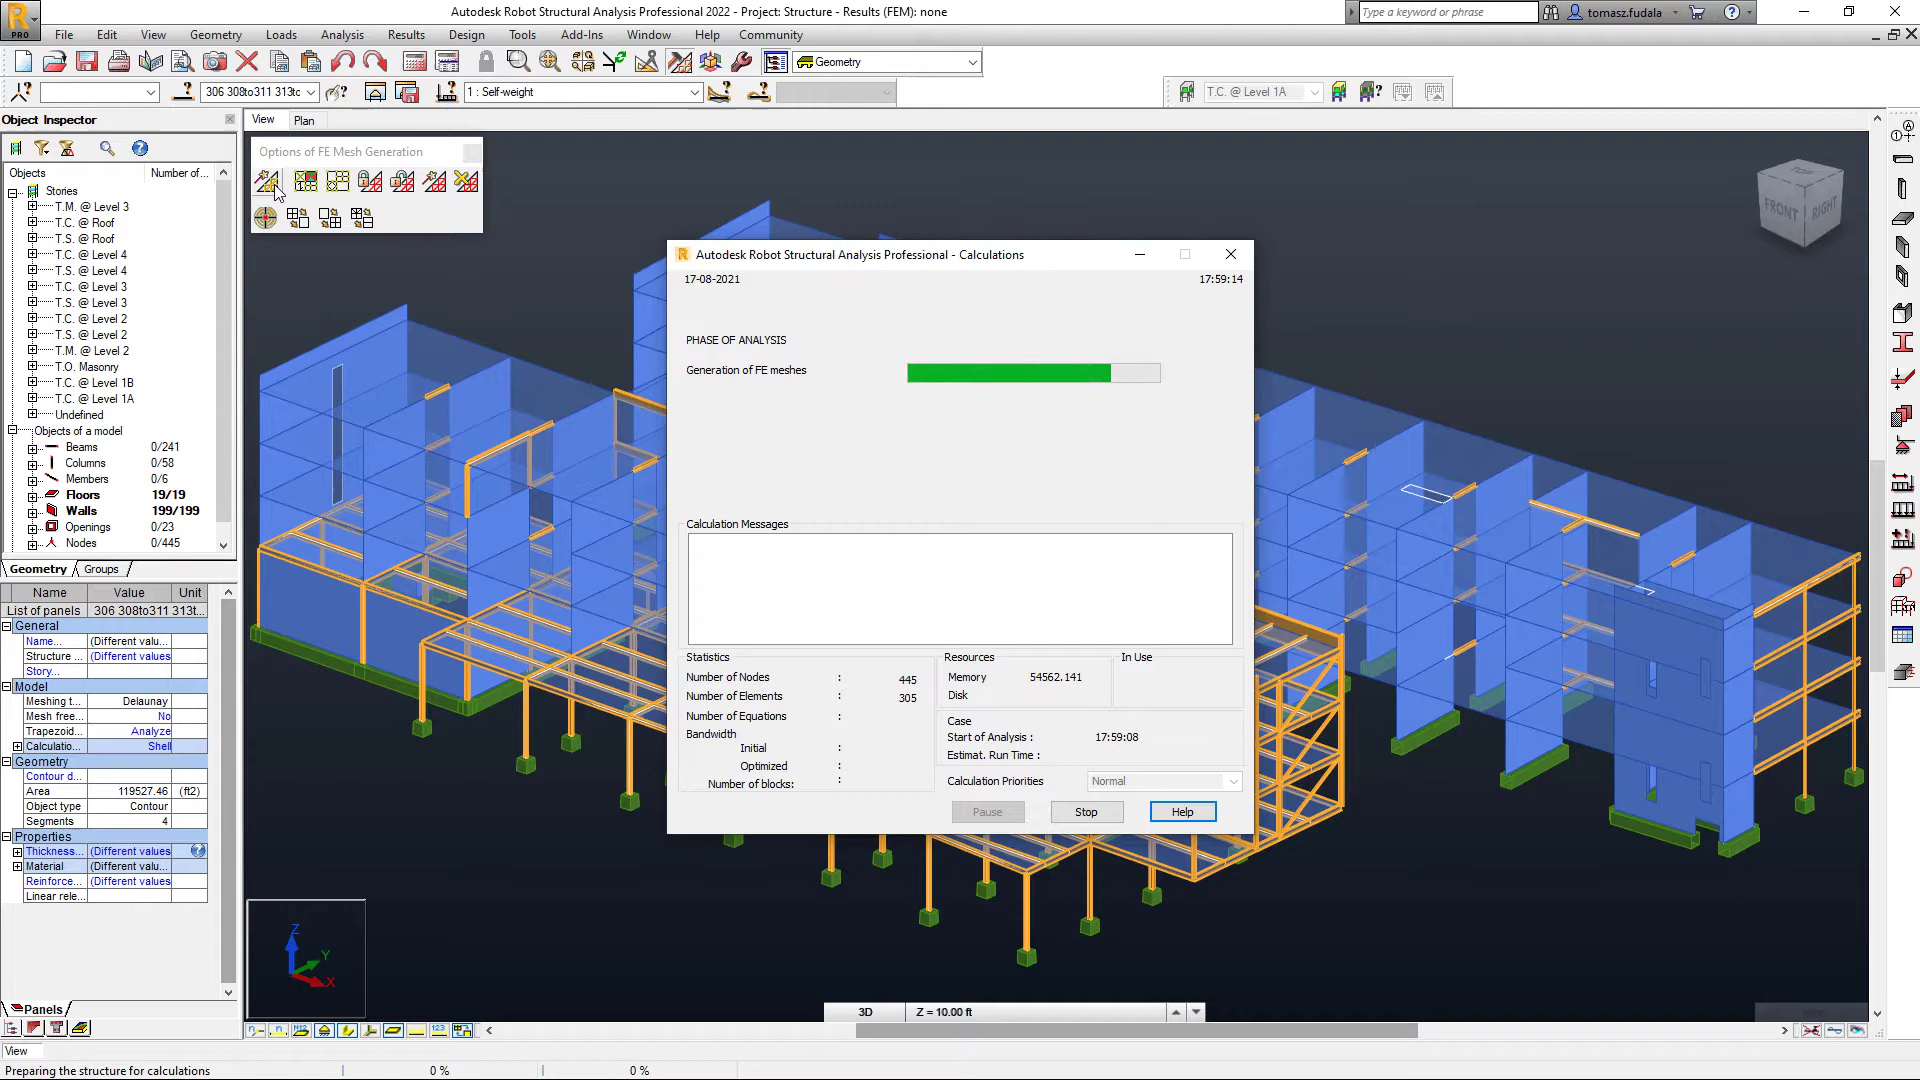 Autodesk Robot Structural Analysis Professional 2022 - Project: Structure - Results (FEM): none
Type a keyword or phrase
tomasz.fudala
PRO
File Edit View Geometry Loads Analysis Results Design Tools Add-Ins Window Help Community
Geometry
306 308to311 313tc
1 : Self-weight
T.C. @ Level 1A
Object Inspector
View
Plan
Options of FE Mesh Generation
Objects Number of...
Stories
T.M. @ Level 3
T.C. @ Roof
T.S. @ Roof
T.C. @ Level 4
T.S. @ Level 4
T.C. @ Level 3
T.S. @ Level 3
T.C. @ Level 2
T.S. @ Level 2
T.M. @ Level 2
T.O. Masonry
T.C. @ Level 1B
T.C. @ Level 1A
Undefined
Objects of a model
Beams 0/241
Columns 0/58
Members 0/6
Floors 19/19
Walls 199/199
Openings 0/23
Nodes 0/445
Geometry Groups
Name Value Unit
List of panels 306 308to311 313t...
General
Name... (Different valu...
Structure ... (Different values
Story...
Model
Meshing t... Delaunay
Mesh free... No
Trapezoid... Analyze
Calculatio... Shell
Geometry
Contour d...
Area 119527.46 (ft2)
Object type Contour
Segments 4
Properties
Thickness... (Different values
Material (Different valu...
Reinforce... (Different values
Linear rele...
Panels
FRONT
RIGHT
Autodesk Robot Structural Analysis Professional - Calculations
17-08-2021 17:59:14
PHASE OF ANALYSIS
Generation of FE meshes
Calculation Messages
Statistics
Number of Nodes : 445
Number of Elements : 305
Number of Equations :
Bandwidth
Initial :
Optimized :
Number of blocks: :
Resources
In Use
Memory 54562.141
Disk
Case
Start of Analysis : 17:59:08
Estimat. Run Time :
Calculation Priorities Normal
Pause Stop Help
Z
Y
X
3D Z = 10.00 ft
View
Preparing the structure for calculations 0 % 0 %